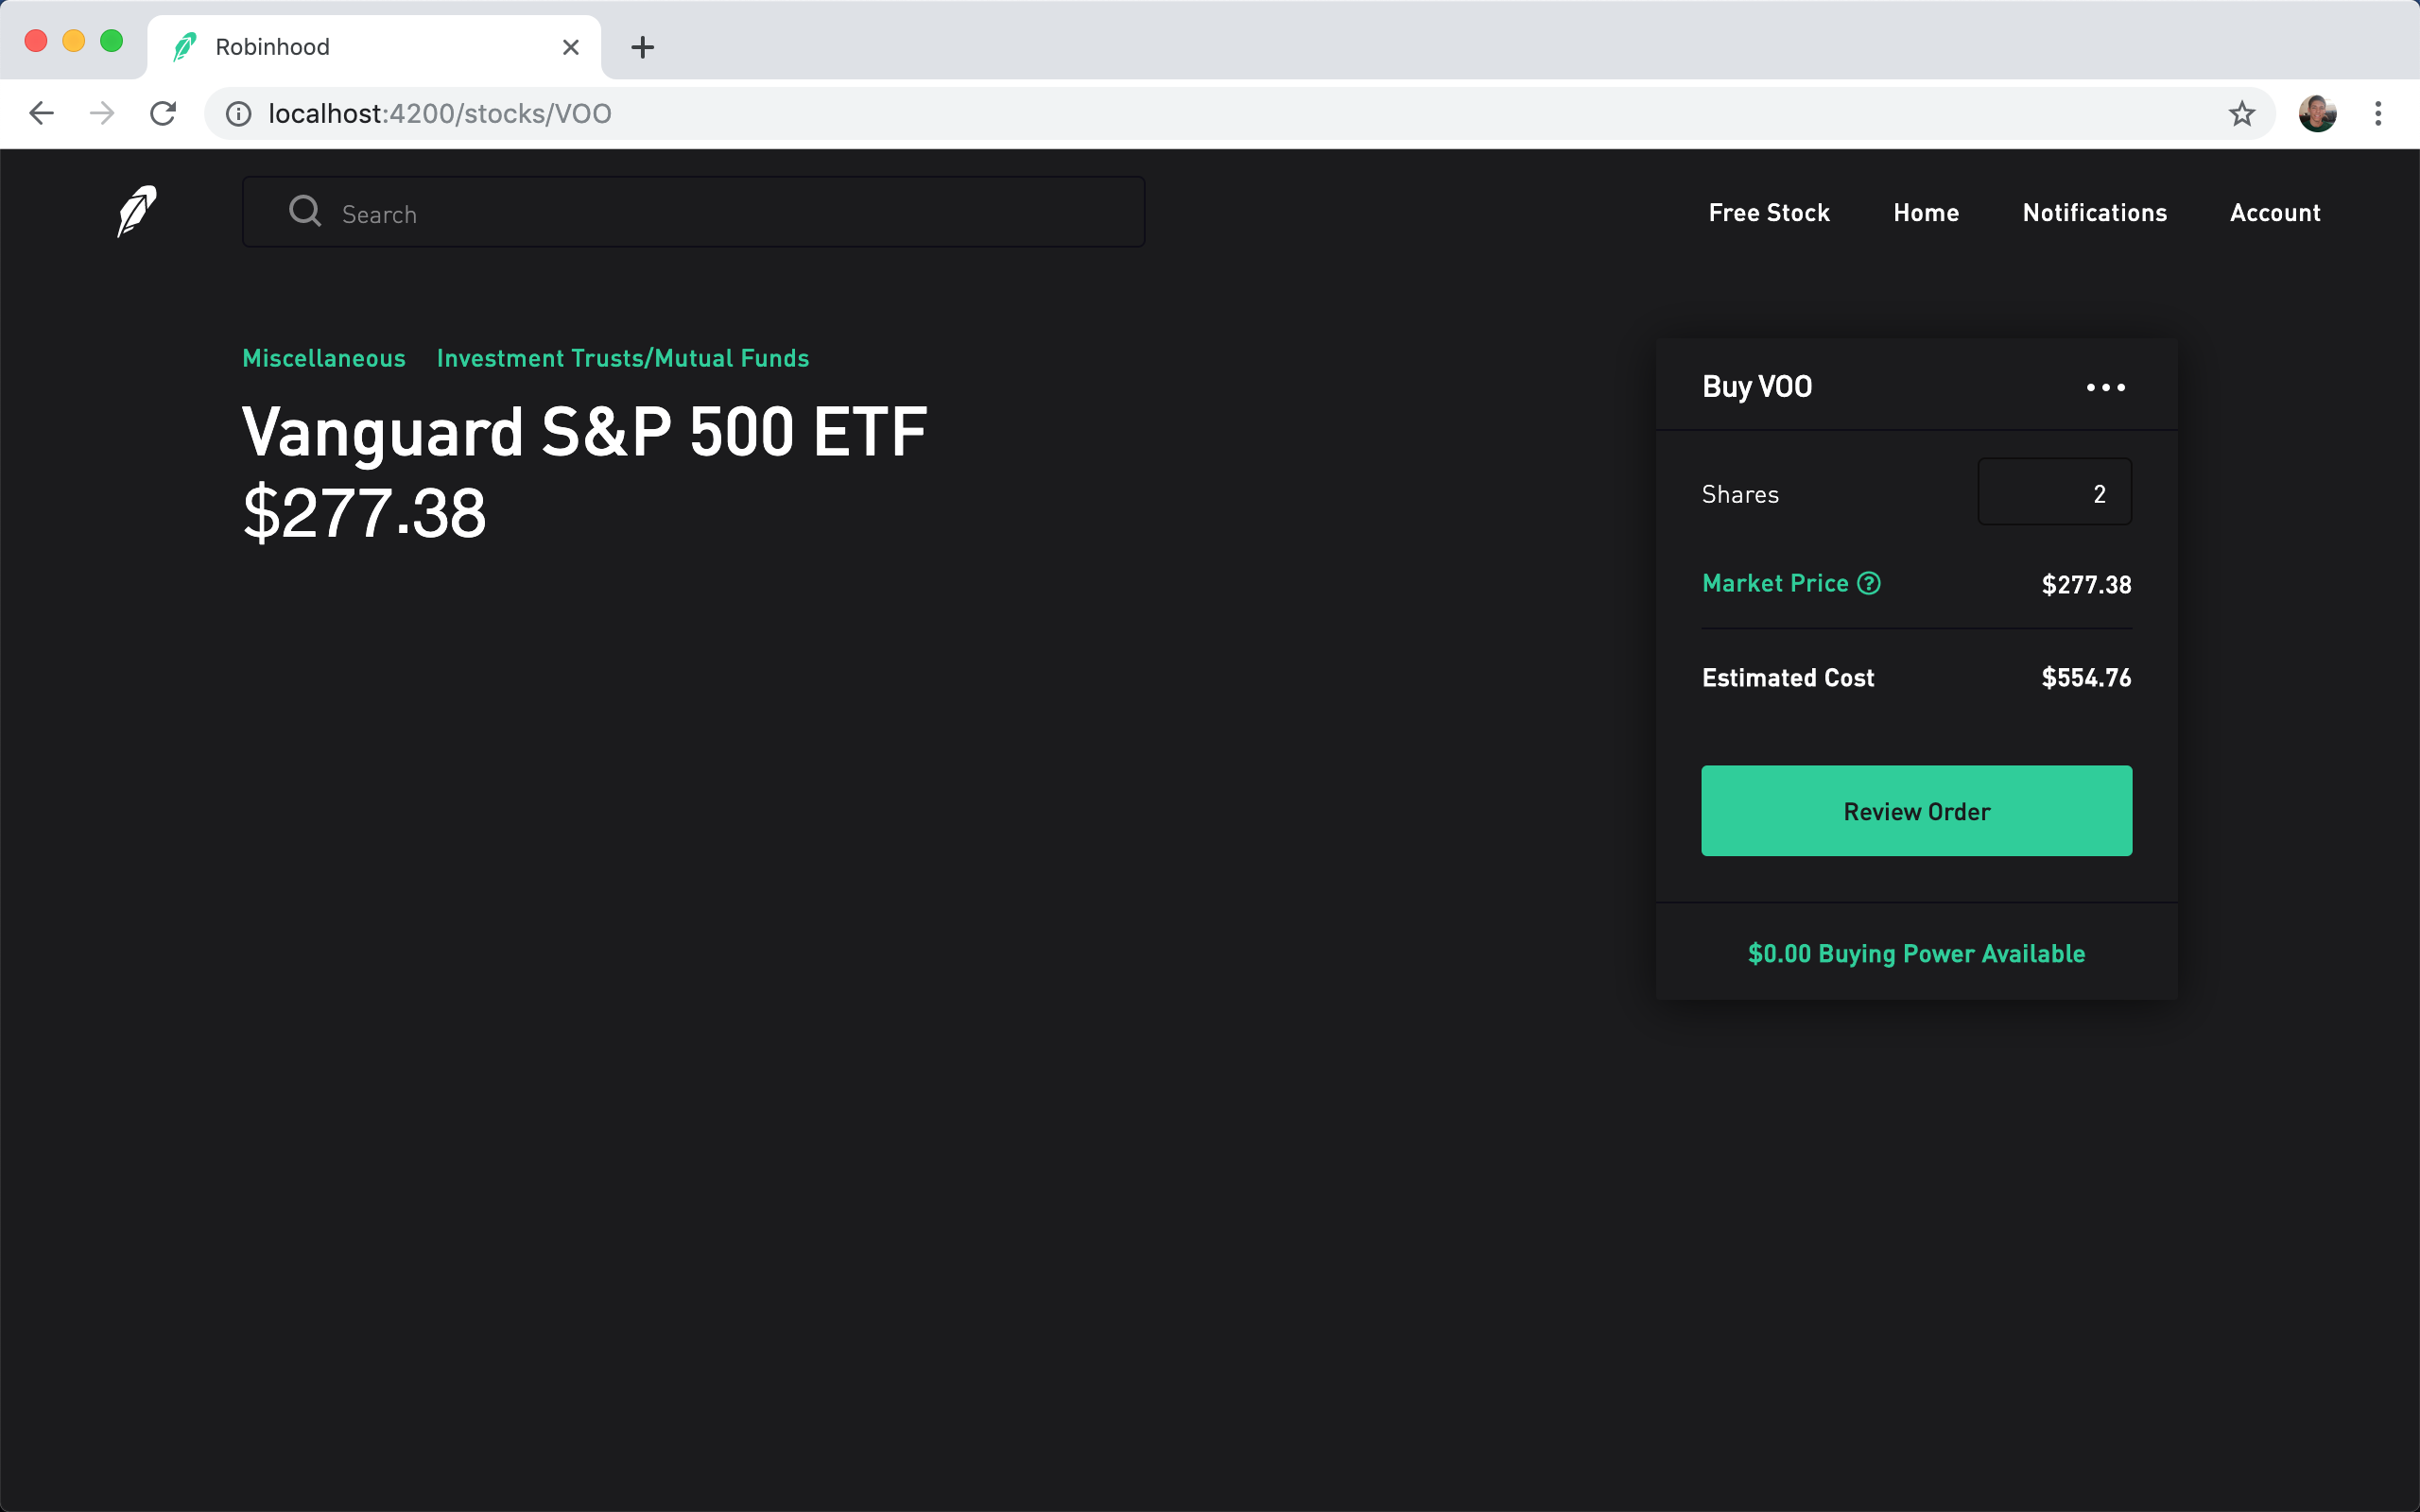 Robinhood
localhost:4200/stocks/VOO
Search
Free Stock Home Notifications Account
Miscellaneous Investment Trusts/Mutual Funds
Vanguard S&P 500 ETF
$277.38
Buy VOO
Shares 2
Market Price $277.38
Estimated Cost $554.76
Review Order
$0.00 Buying Power Available